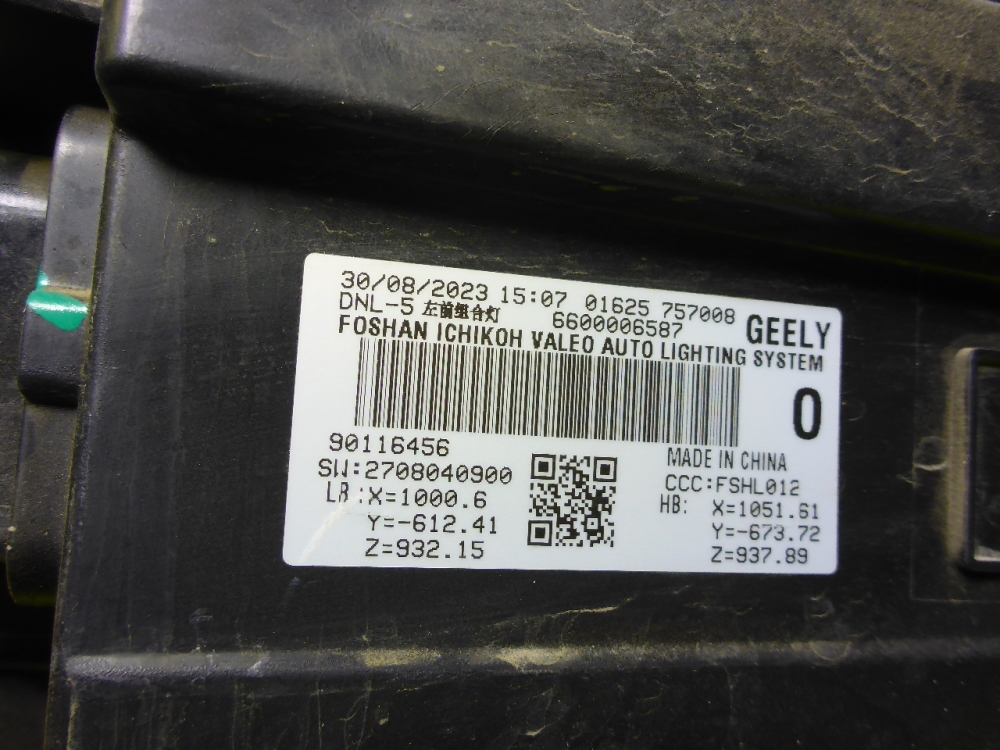 30/08/2023 15:07 01625 757008
DNL-5 左前组合灯 6600006587
GEELY
FOSHAN ICHIKOH VALEO AUTO LIGHTING SYSTEM
0
90116456
SW:2708040900
LB:X=1000.6
Y=-612.41
Z=932.15
MADE IN CHINA
CCC:FSHL012
HB: X=1051.61
Y=-673.72
Z=937.89